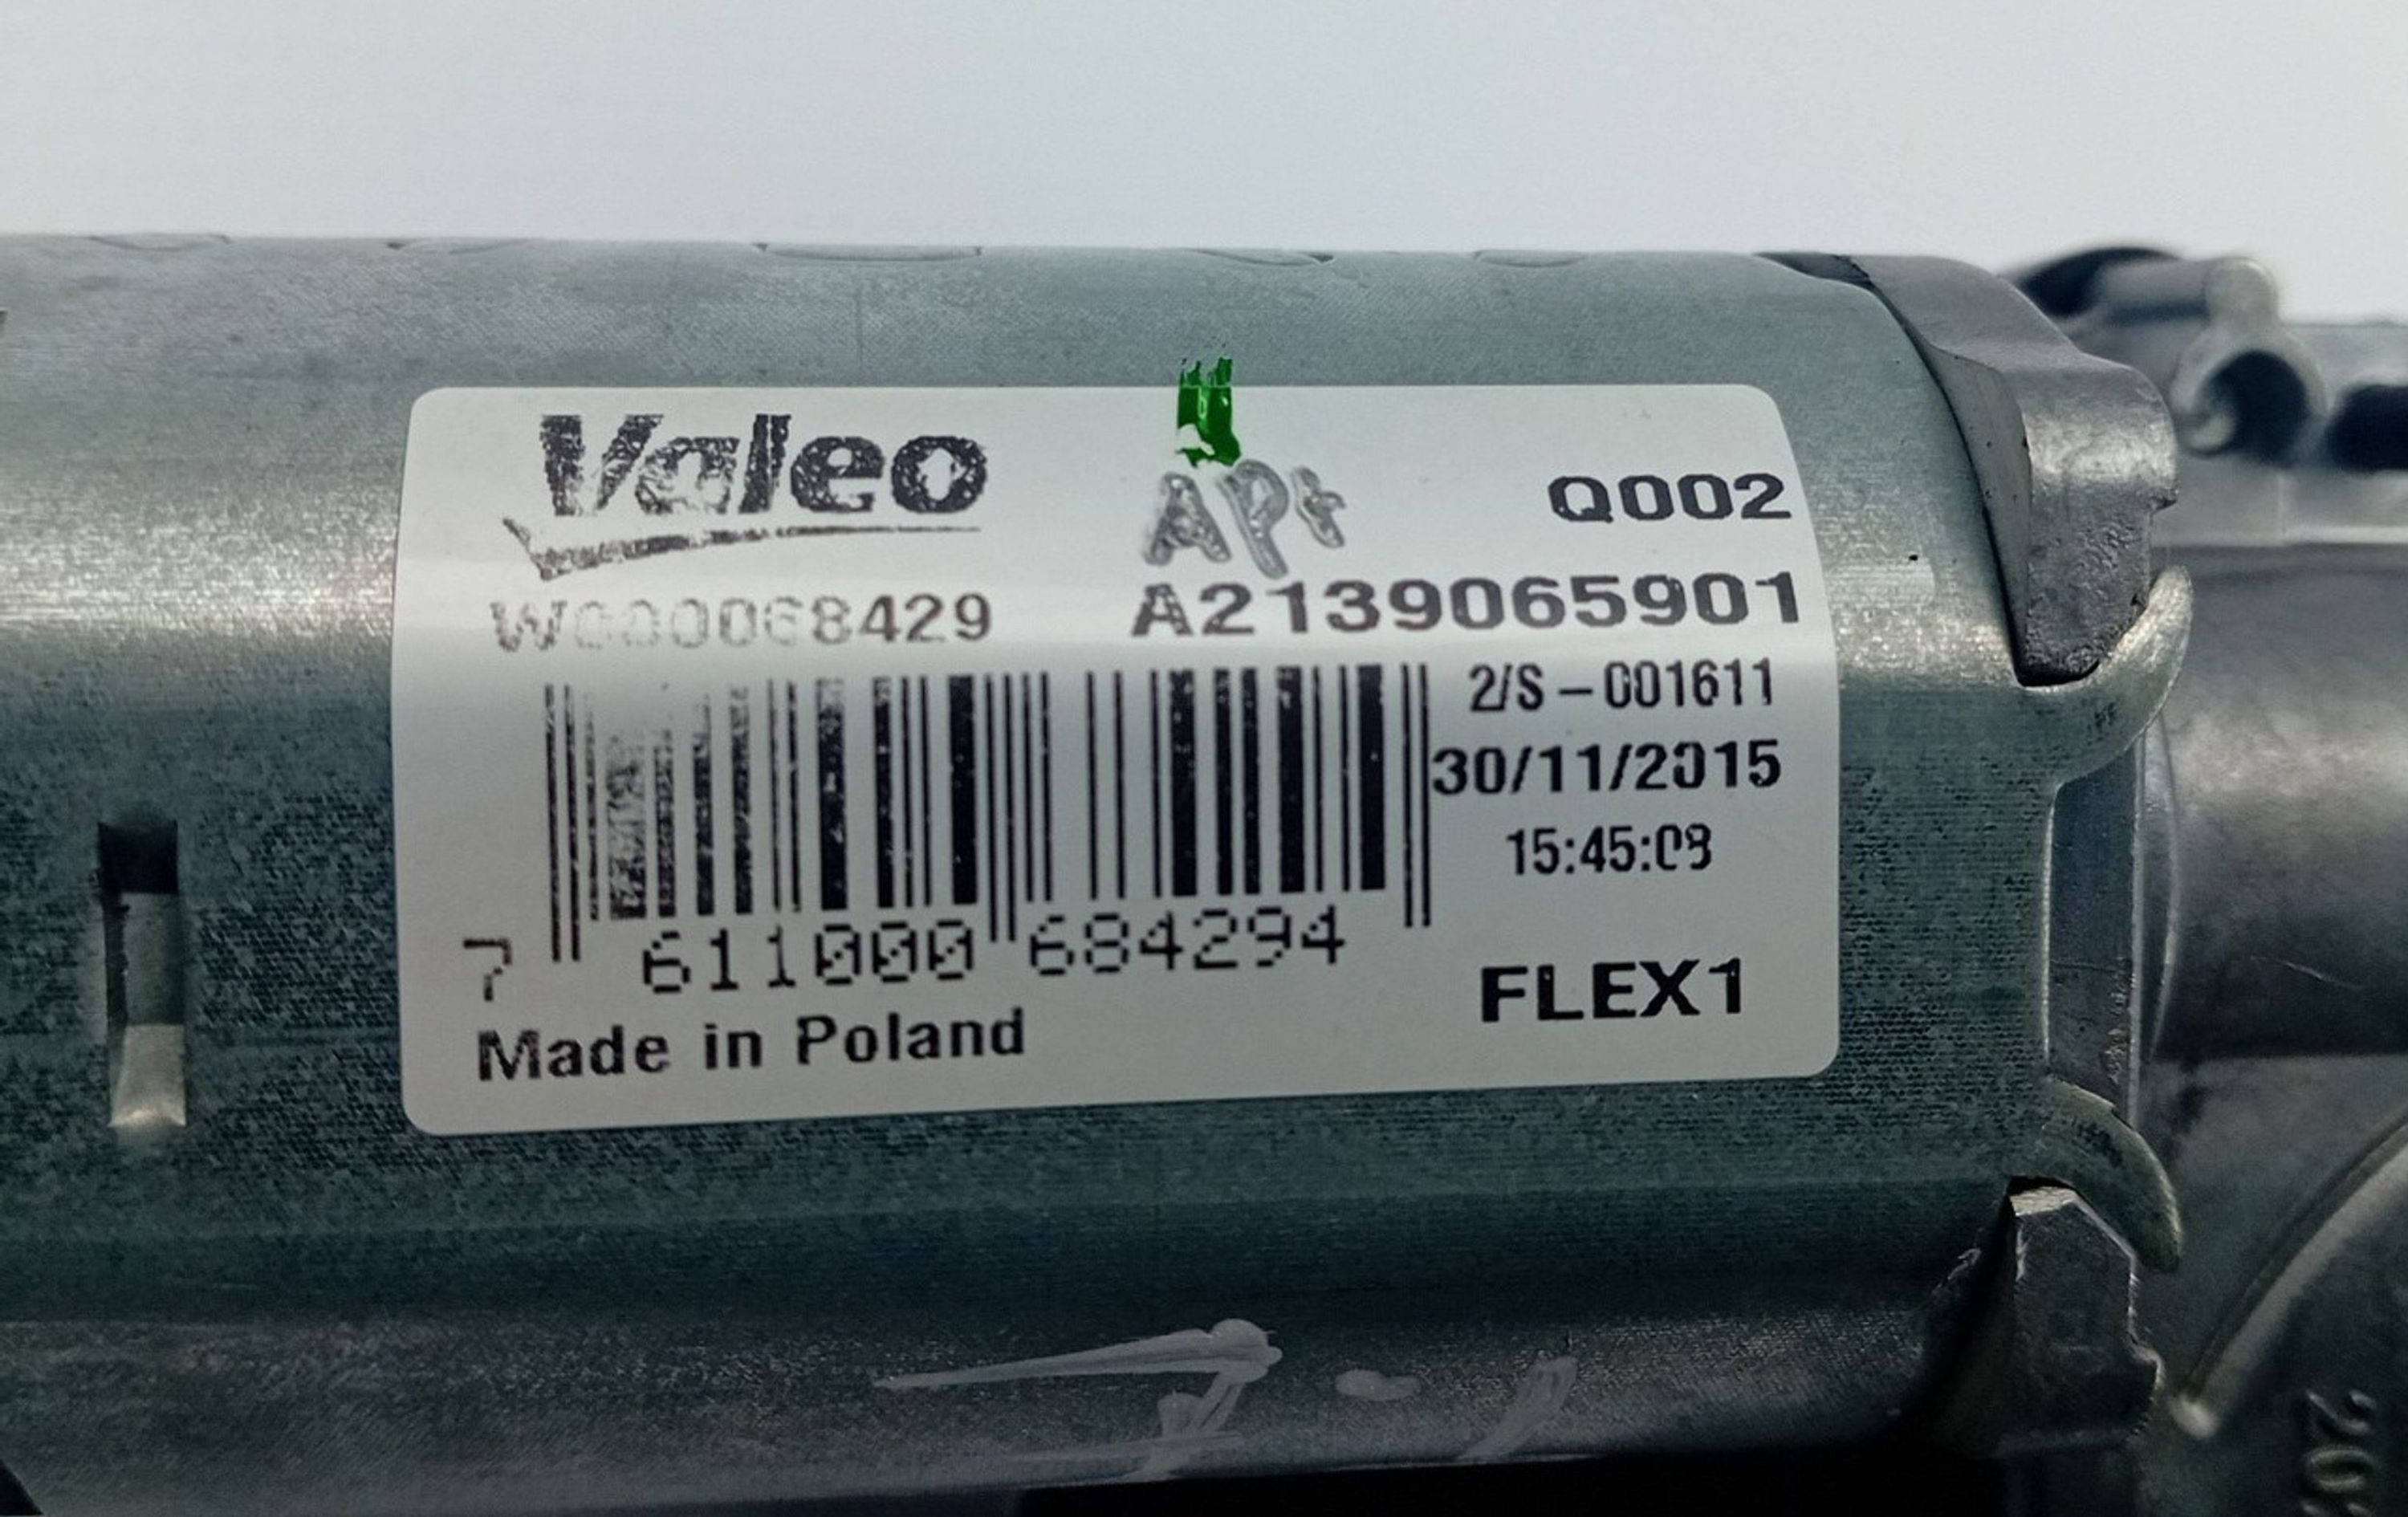 Valeo
Q002
W000068429
A2139065901
2/S - 001611
30/11/2015
15:45:08
7 611000 684294
FLEX1
Made in Poland